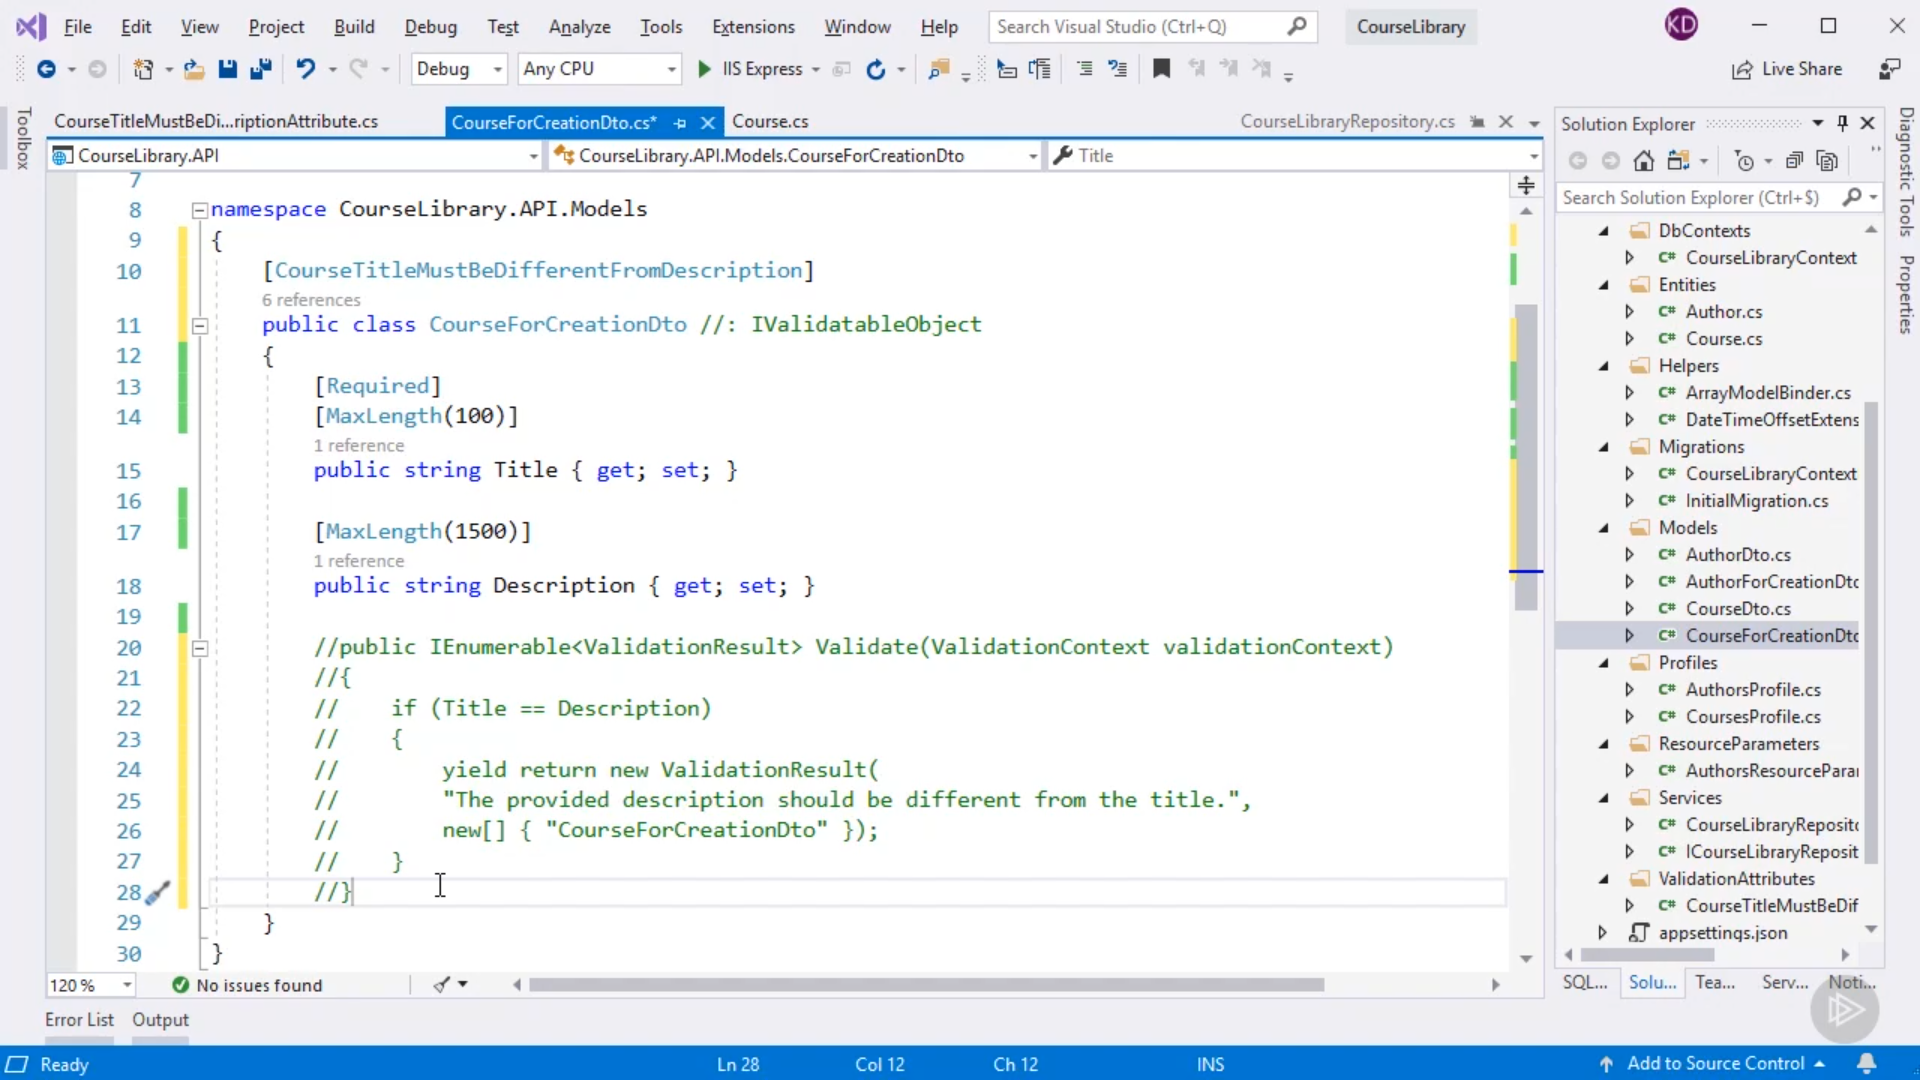 File Edit View Project Build Debug Test Analyze Tools Extensions Window Help Search Visual Studio (Ctrl+Q) CourseLibrary KD
Debug Any CPU IIS Express Live Share
Toolbox
CourseTitleMustBeDi...riptionAttribute.cs CourseForCreationDto.cs* Course.cs CourseLibraryRepository.cs
CourseLibrary.API CourseLibrary.API.Models.CourseForCreationDto Title
7
8 namespace CourseLibrary.API.Models
9 {
10 [CourseTitleMustBeDifferentFromDescription]
6 references
11 public class CourseForCreationDto //: IValidatableObject
12 {
13 [Required]
14 [MaxLength(100)]
1 reference
15 public string Title { get; set; }
16
17 [MaxLength(1500)]
1 reference
18 public string Description { get; set; }
19
20 //public IEnumerable<ValidationResult> Validate(ValidationContext validationContext)
21 //{
22 // if (Title == Description)
23 // {
24 // yield return new ValidationResult(
25 // "The provided description should be different from the title.",
26 // new[] { "CourseForCreationDto" });
27 // }
28 //}
29 }
30 }
120 % No issues found
Error List Output
Solution Explorer
Search Solution Explorer (Ctrl+$)
DbContexts
C# CourseLibraryContext
Entities
C# Author.cs
C# Course.cs
Helpers
C# ArrayModelBinder.cs
C# DateTimeOffsetExtens
Migrations
C# CourseLibraryContext
C# InitialMigration.cs
Models
C# AuthorDto.cs
C# AuthorForCreationDto
C# CourseDto.cs
C# CourseForCreationDto
Profiles
C# AuthorsProfile.cs
C# CoursesProfile.cs
ResourceParameters
C# AuthorsResourceParar
Services
C# CourseLibraryReposito
C# ICourseLibraryReposit
ValidationAttributes
C# CourseTitleMustBeDif
appsettings.json
SQL... Solu... Tea... Serv... Noti...
Diagnostic Tools
Properties
Ready Ln 28 Col 12 Ch 12 INS Add to Source Control